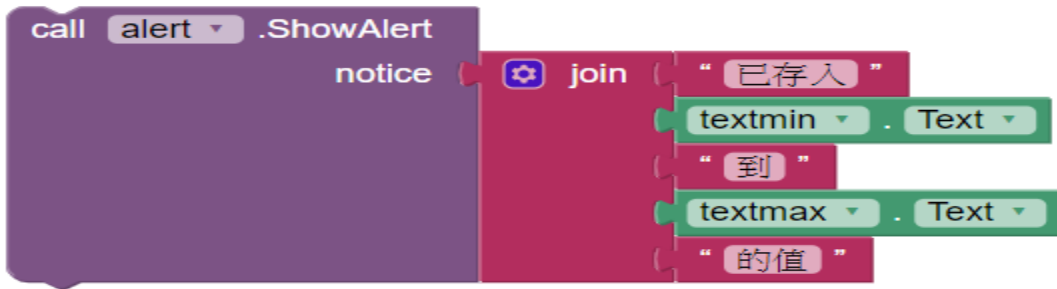 call alert .ShowAlert
notice join “ 已存入 ”
textmin . Text
“ 到 ”
textmax . Text
“ 的值 ”